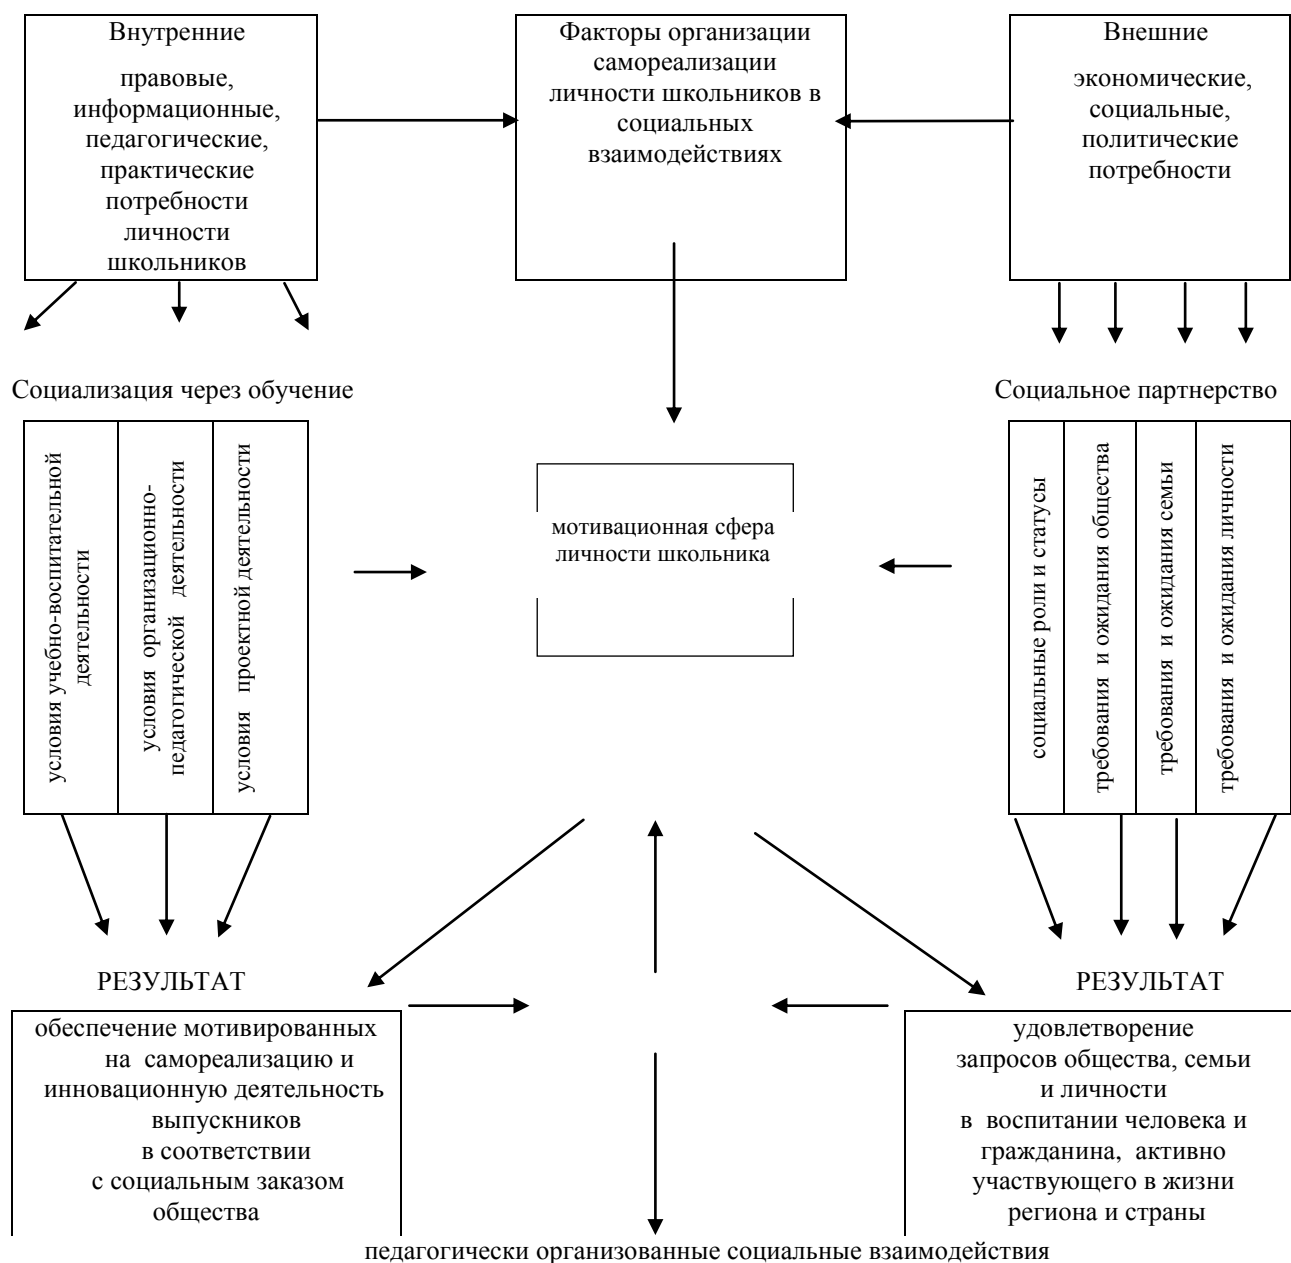 Внутренние
правовые,
информационные,
педагогические,
практические
потребности
личности
школьников
Факторы организации
самореализации
личности школьников в
социальных
взаимодействиях
Внешние
экономические,
социальные,
политические
потребности
Социализация через обучение
Социальное партнерство
условия учебно-воспитательной
деятельности
условия организационно-
педагогической деятельности
условия проектной деятельности
мотивационная сфера
личности школьника
социальные роли и статусы
требования и ожидания общества
требования и ожидания семьи
требования и ожидания личности
РЕЗУЛЬТАТ
обеспечение мотивированных
на самореализацию и
инновационную деятельность
выпускников
в соответствии
с социальным заказом
общества
РЕЗУЛЬТАТ
удовлетворение
запросов общества, семьи
и личности
в воспитании человека и
гражданина, активно
участвующего в жизни
региона и страны
педагогически организованные социальные взаимодействия